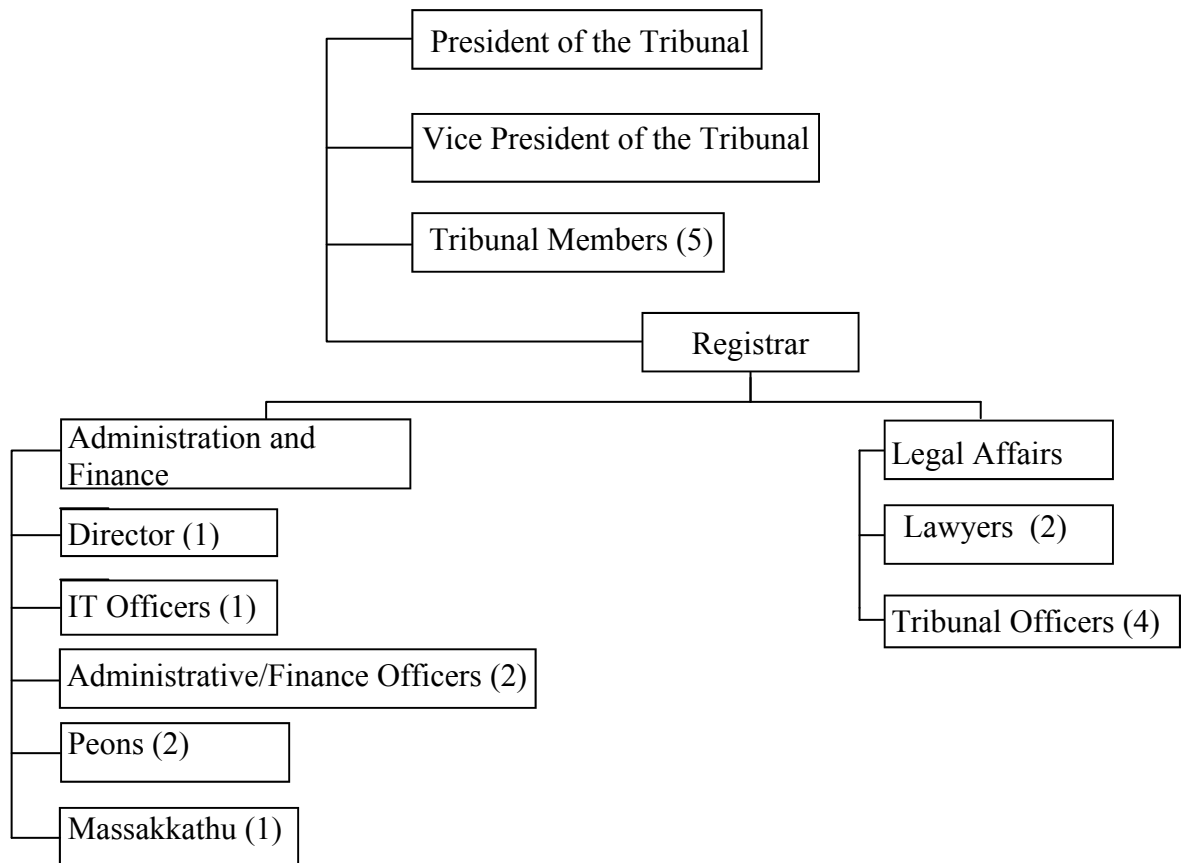 President of the Tribunal
Vice President of the Tribunal
Tribunal Members (5)
Registrar
Administration and
Finance
Director (1)
IT Officers (1)
Administrative/Finance Officers (2)
Peons (2)
Massakkathu (1)
Legal Affairs
Lawyers (2)
Tribunal Officers (4)